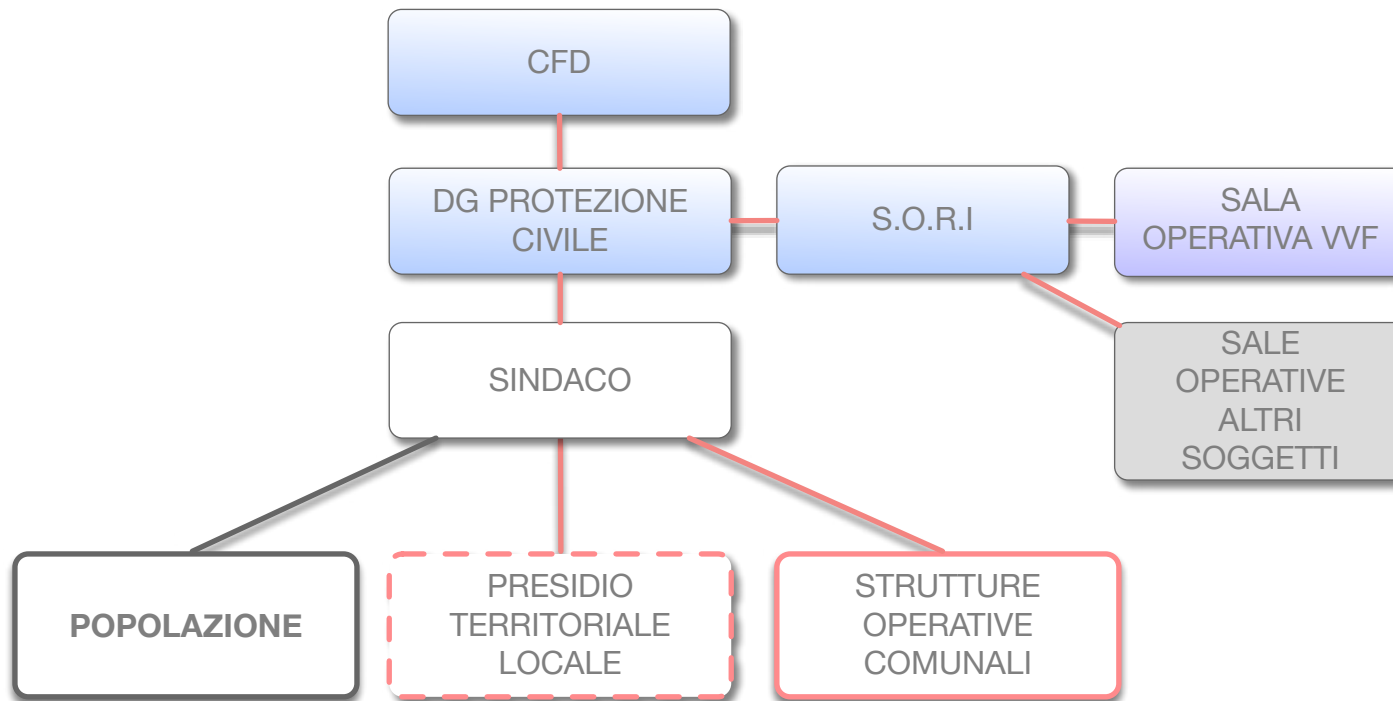 CFD
DG PROTEZIONE
CIVILE
S.O.R.I
SALA
OPERATIVA VVF
SINDACO
SALE
OPERATIVE
ALTRI
SOGGETTI
POPOLAZIONE
PRESIDIO
TERRITORIALE
LOCALE
STRUTTURE
OPERATIVE
COMUNALI